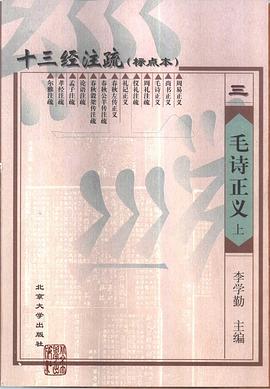 十三经注疏(标点本)
周易正义
尚书正义
毛诗正义
周礼注疏
仪礼注疏
礼记正义
春秋左传正义
春秋公羊传注疏
春秋穀梁传注疏
论语注疏
孟子注疏
孝经注疏
尔雅注疏
三
毛诗正义 上
李学勤 主编
北京大学出版社